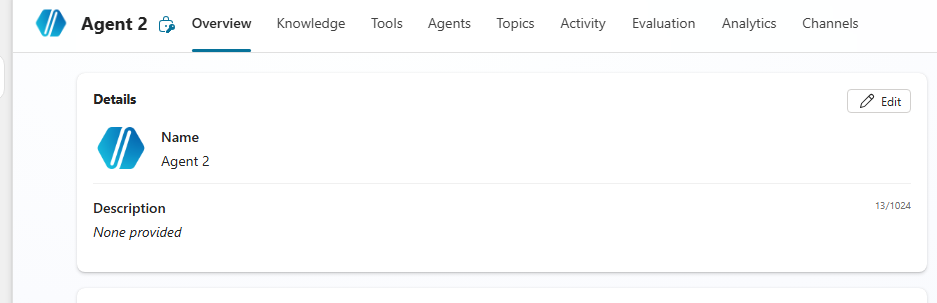 Agent 2
Overview Knowledge Tools Agents Topics Activity Evaluation Analytics Channels
Details
Edit
Name
Agent 2
Description
13/1024
None provided